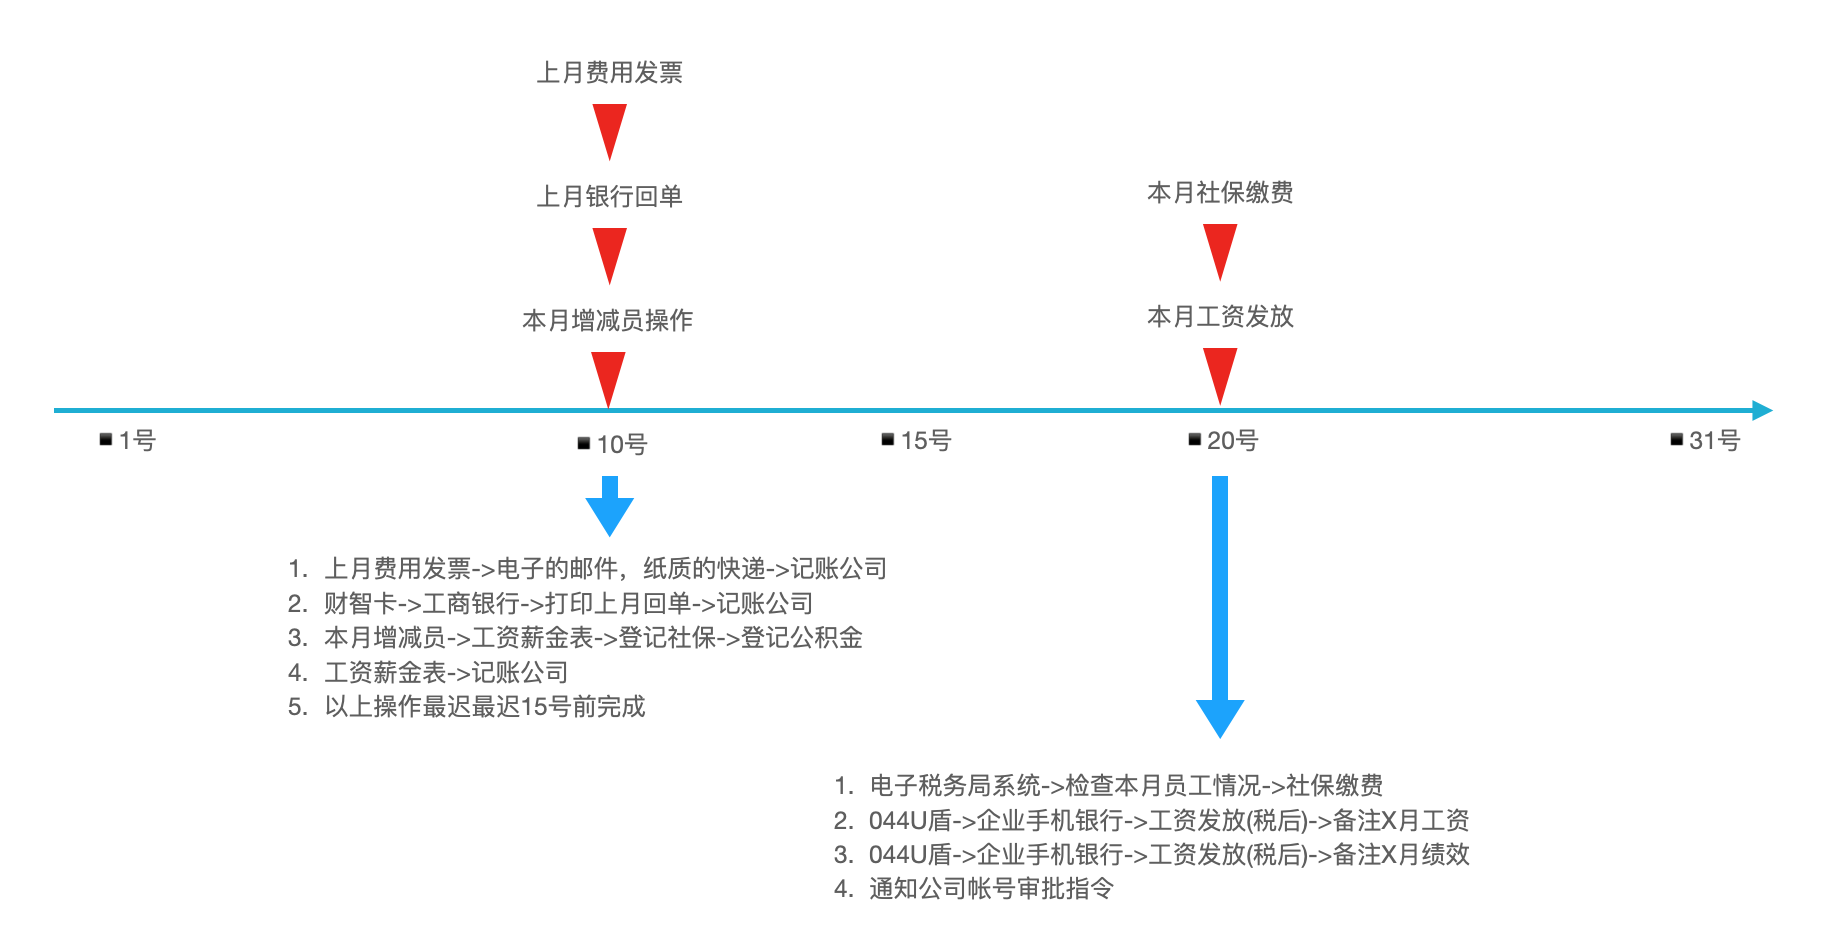 上月费用发票
上月银行回单
本月增减员操作
本月社保缴费
本月工资发放
1号
10号
15号
20号
31号
1. 上月费用发票->电子的邮件，纸质的快递->记账公司
2. 财智卡->工商银行->打印上月回单->记账公司
3. 本月增减员->工资薪金表->登记社保->登记公积金
4. 工资薪金表->记账公司
5. 以上操作最迟最迟15号前完成
1. 电子税务局系统->检查本月员工情况->社保缴费
2. 044U盾->企业手机银行->工资发放(税后)->备注X月工资
3. 044U盾->企业手机银行->工资发放(税后)->备注X月绩效
4. 通知公司帐号审批指令